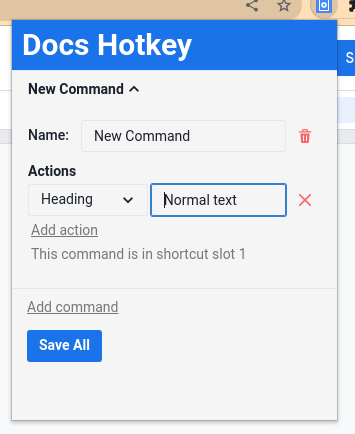 Docs Hotkey
S
New Command
Name: New Command
Actions
Heading Normal text
Add action
This command is in shortcut slot 1
Add command
Save All